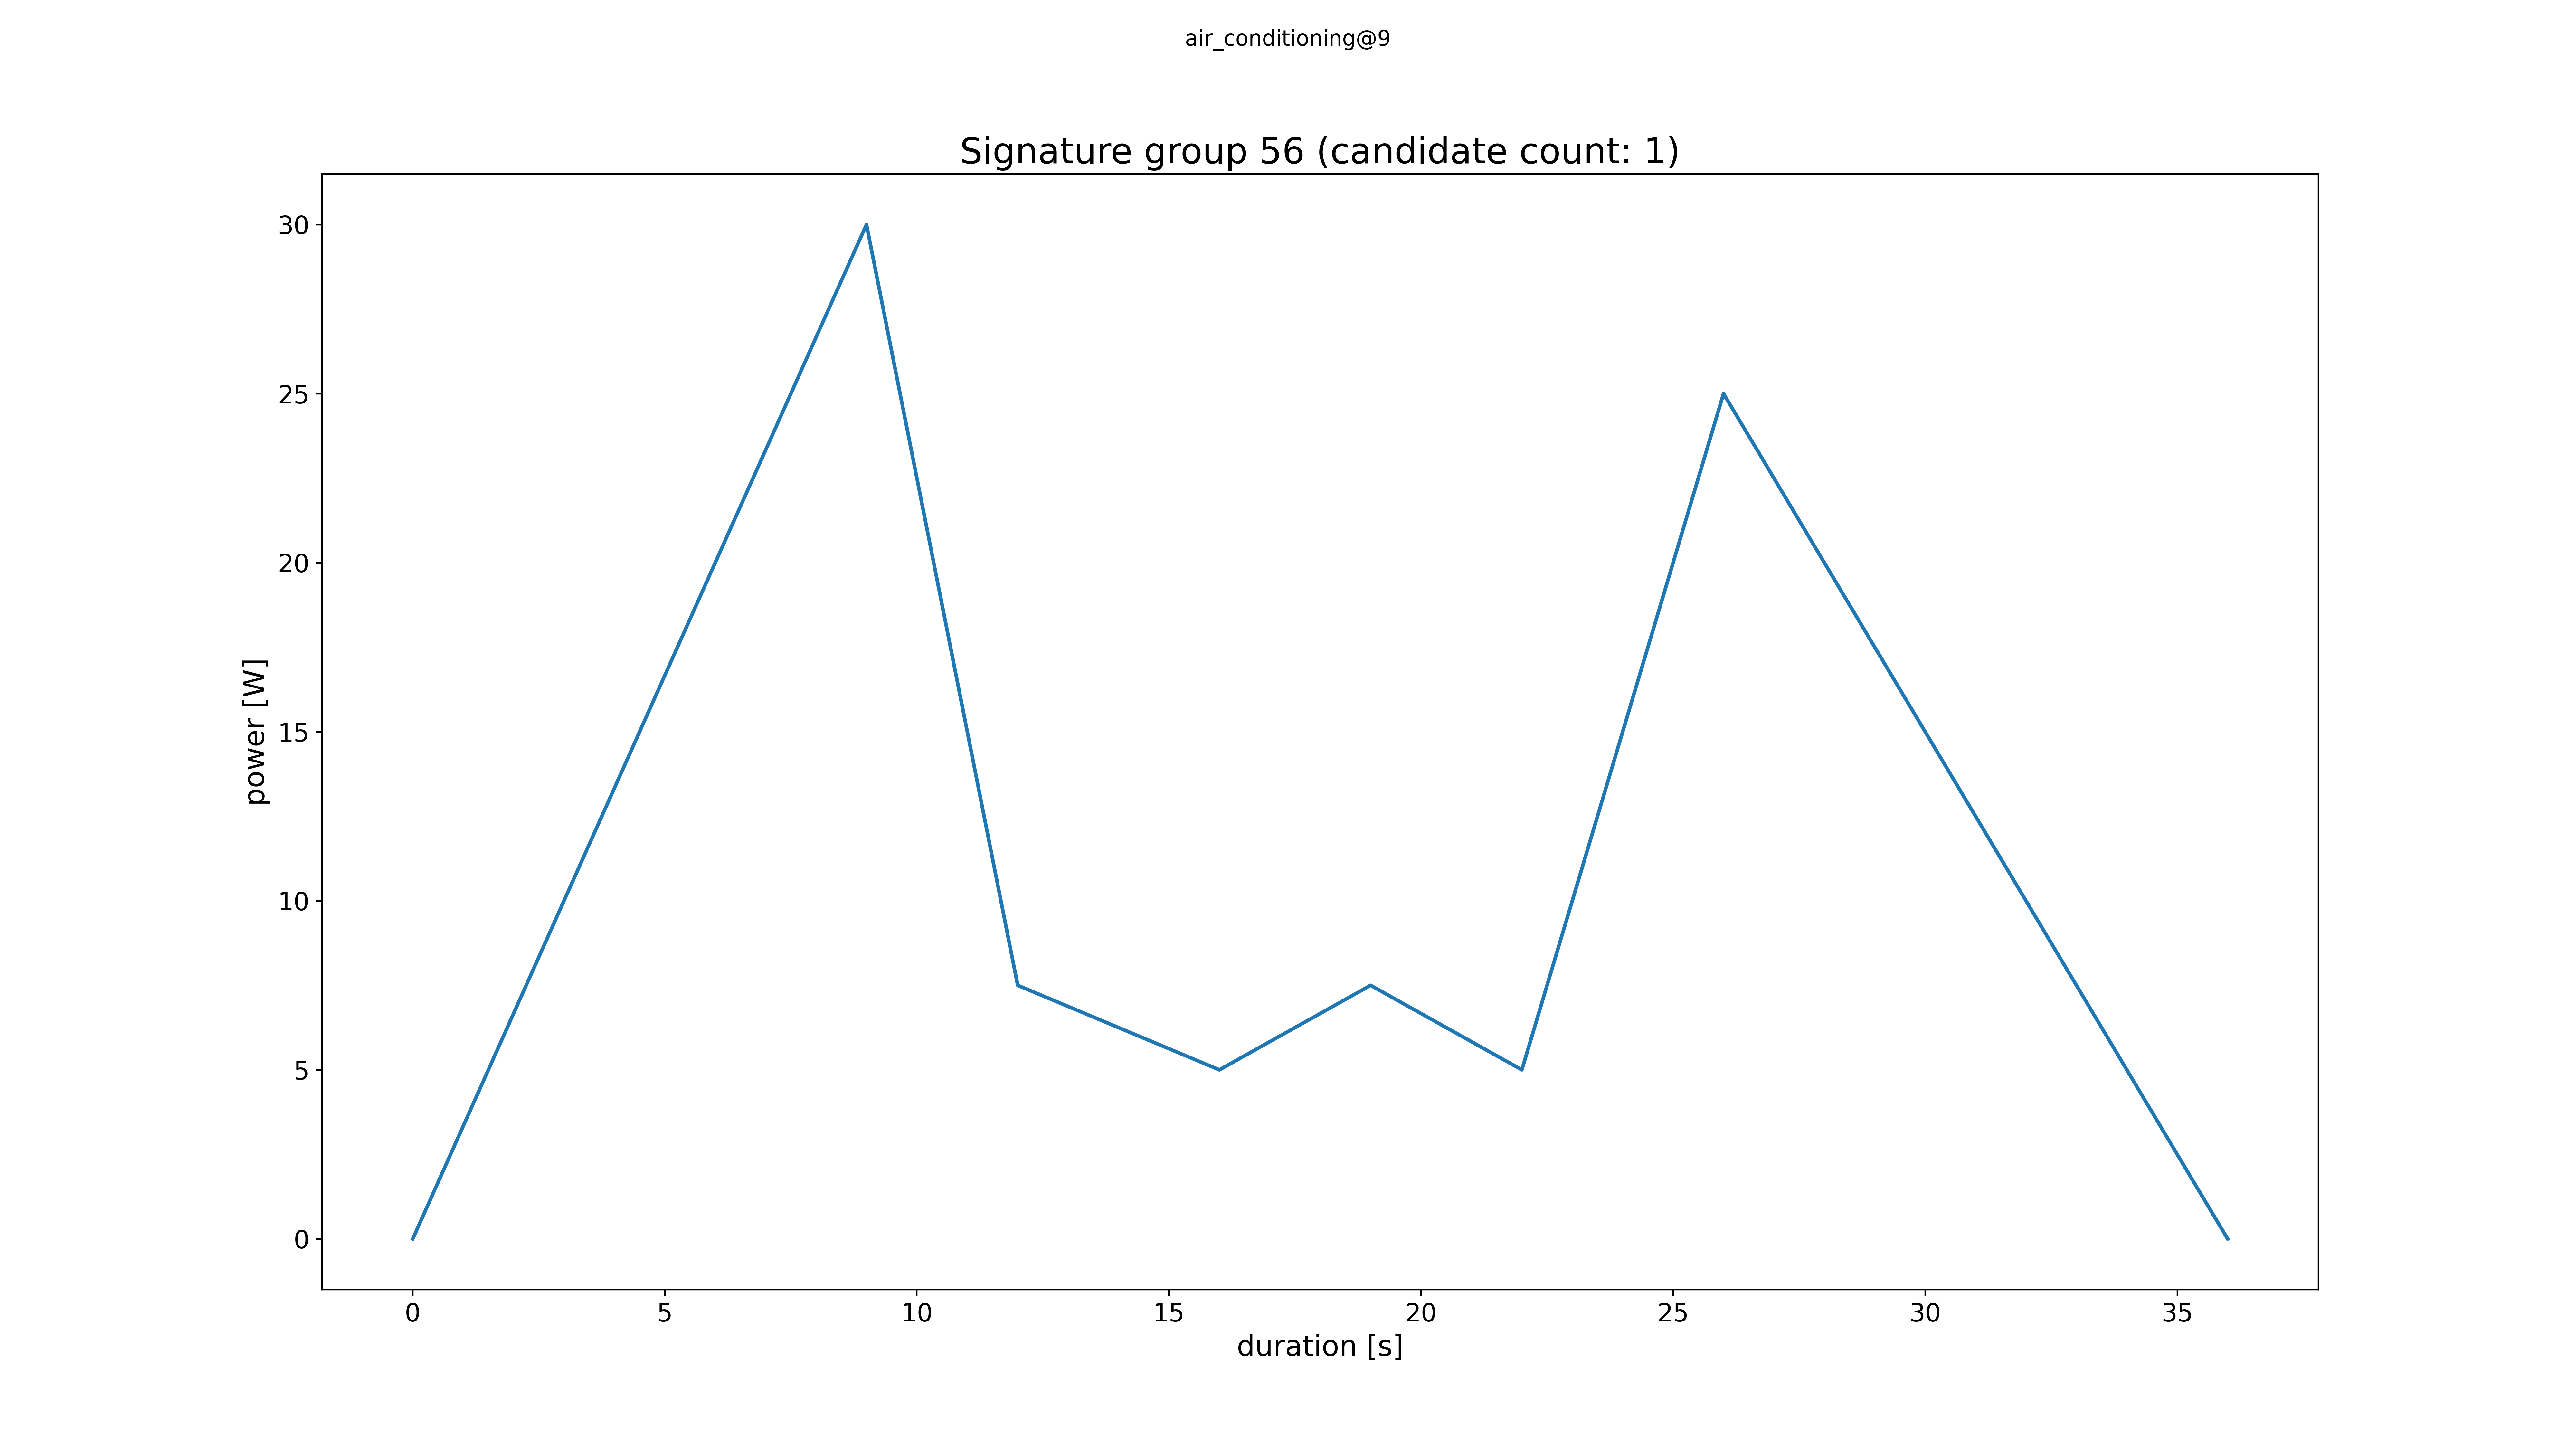 air_conditioning@9
Signature group 56 (candidate count: 1)
30
25
20
15
10
5
0
power [W]
0 5 10 15 20 25 30 35
duration [s]